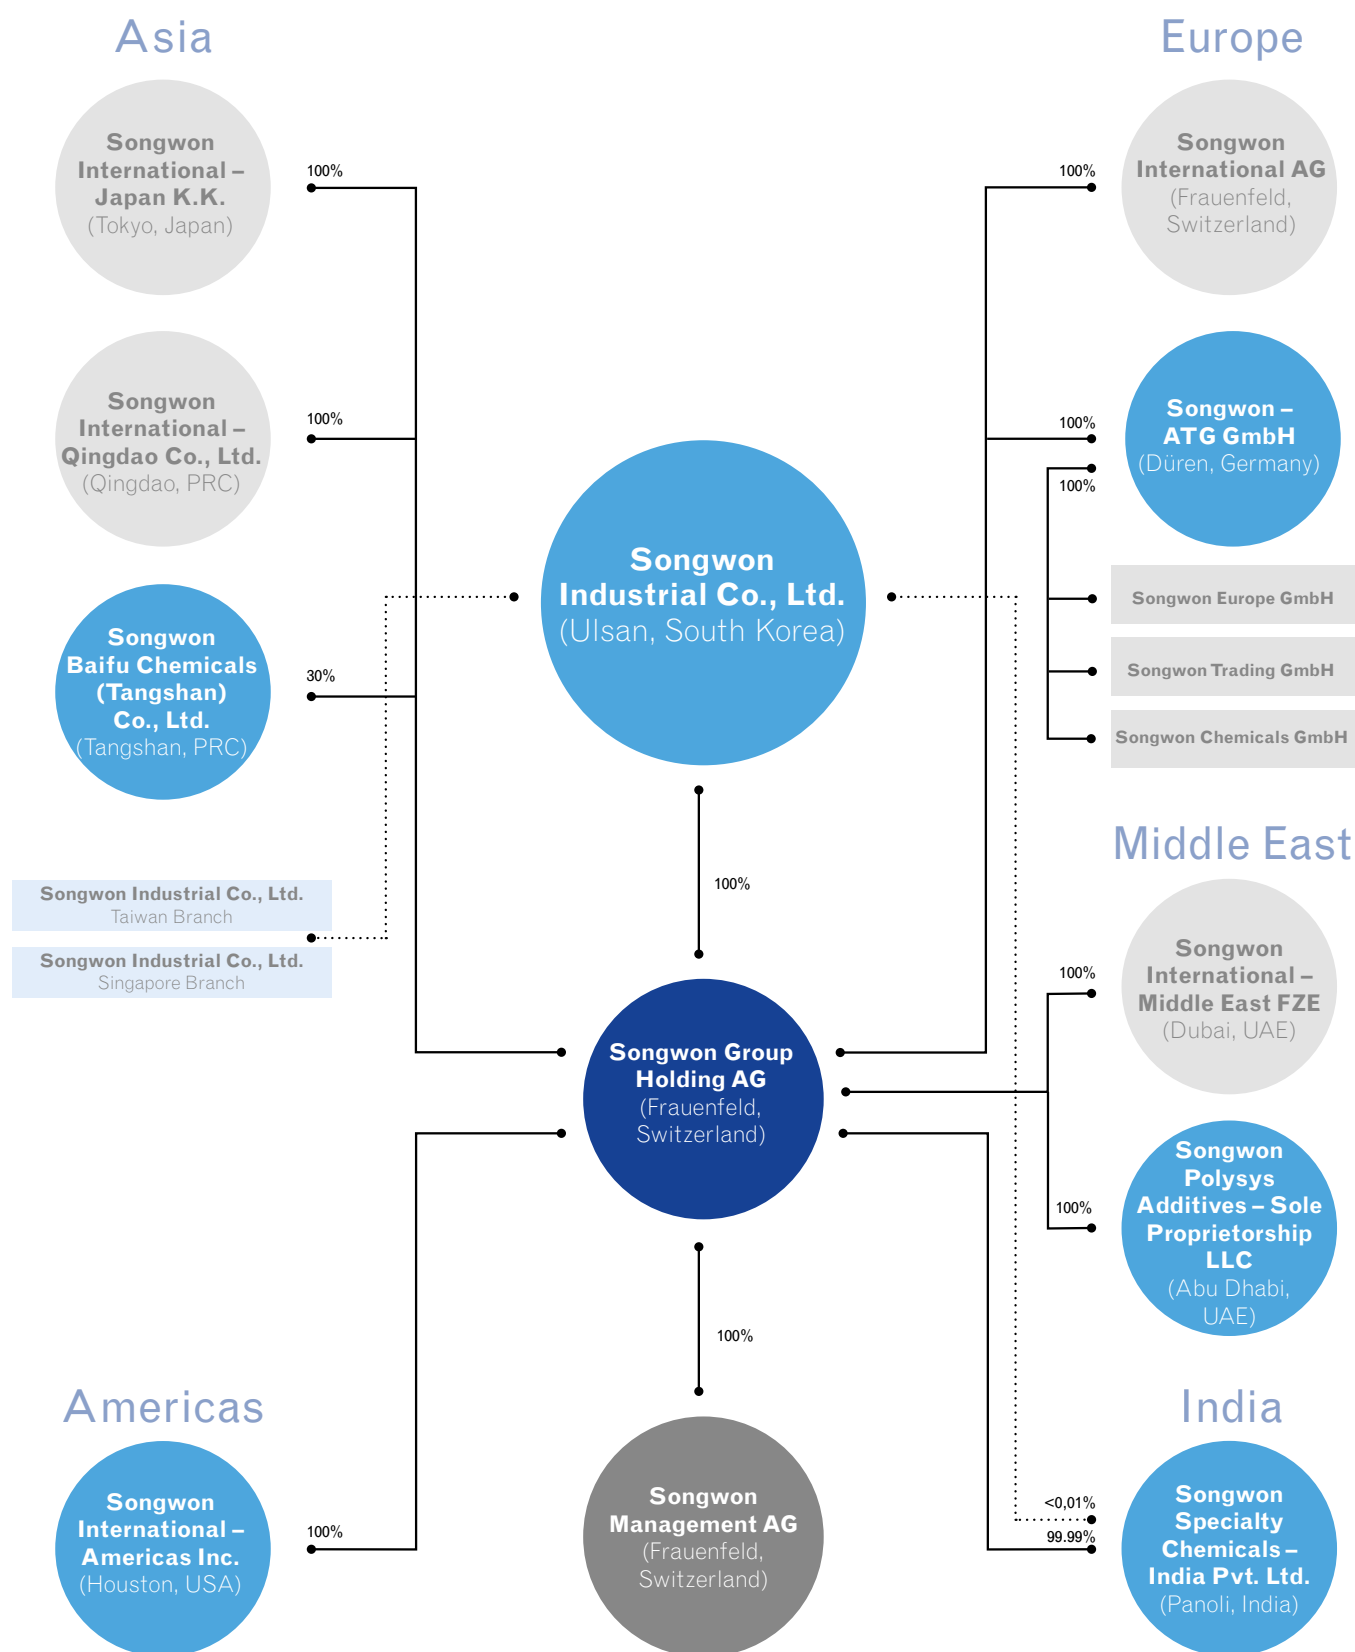 Asia
Songwon
International –
Japan K.K.
(Tokyo, Japan)
100%
Songwon
International –
Qingdao Co., Ltd.
(Qingdao, PRC)
100%
Songwon
Baifu Chemicals
(Tangshan)
Co., Ltd.
(Tangshan, PRC)
30%
Songwon Industrial Co., Ltd.
Taiwan Branch
Songwon Industrial Co., Ltd.
Singapore Branch
Americas
Songwon
International –
Americas Inc.
(Houston, USA)
100%
Songwon
Industrial Co., Ltd.
(Ulsan, South Korea)
100%
Songwon Group
Holding AG
(Frauenfeld,
Switzerland)
100%
Songwon
Management AG
(Frauenfeld,
Switzerland)
Europe
100%
Songwon
International AG
(Frauenfeld,
Switzerland)
100%
Songwon –
ATG GmbH
(Düren, Germany)
100%
Songwon Europe GmbH
Songwon Trading GmbH
Songwon Chemicals GmbH
Middle East
100%
Songwon
International –
Middle East FZE
(Dubai, UAE)
100%
Songwon
Polysys
Additives – Sole
Proprietorship
LLC
(Abu Dhabi,
UAE)
India
<0,01%
99.99%
Songwon
Specialty
Chemicals –
India Pvt. Ltd.
(Panoli, India)